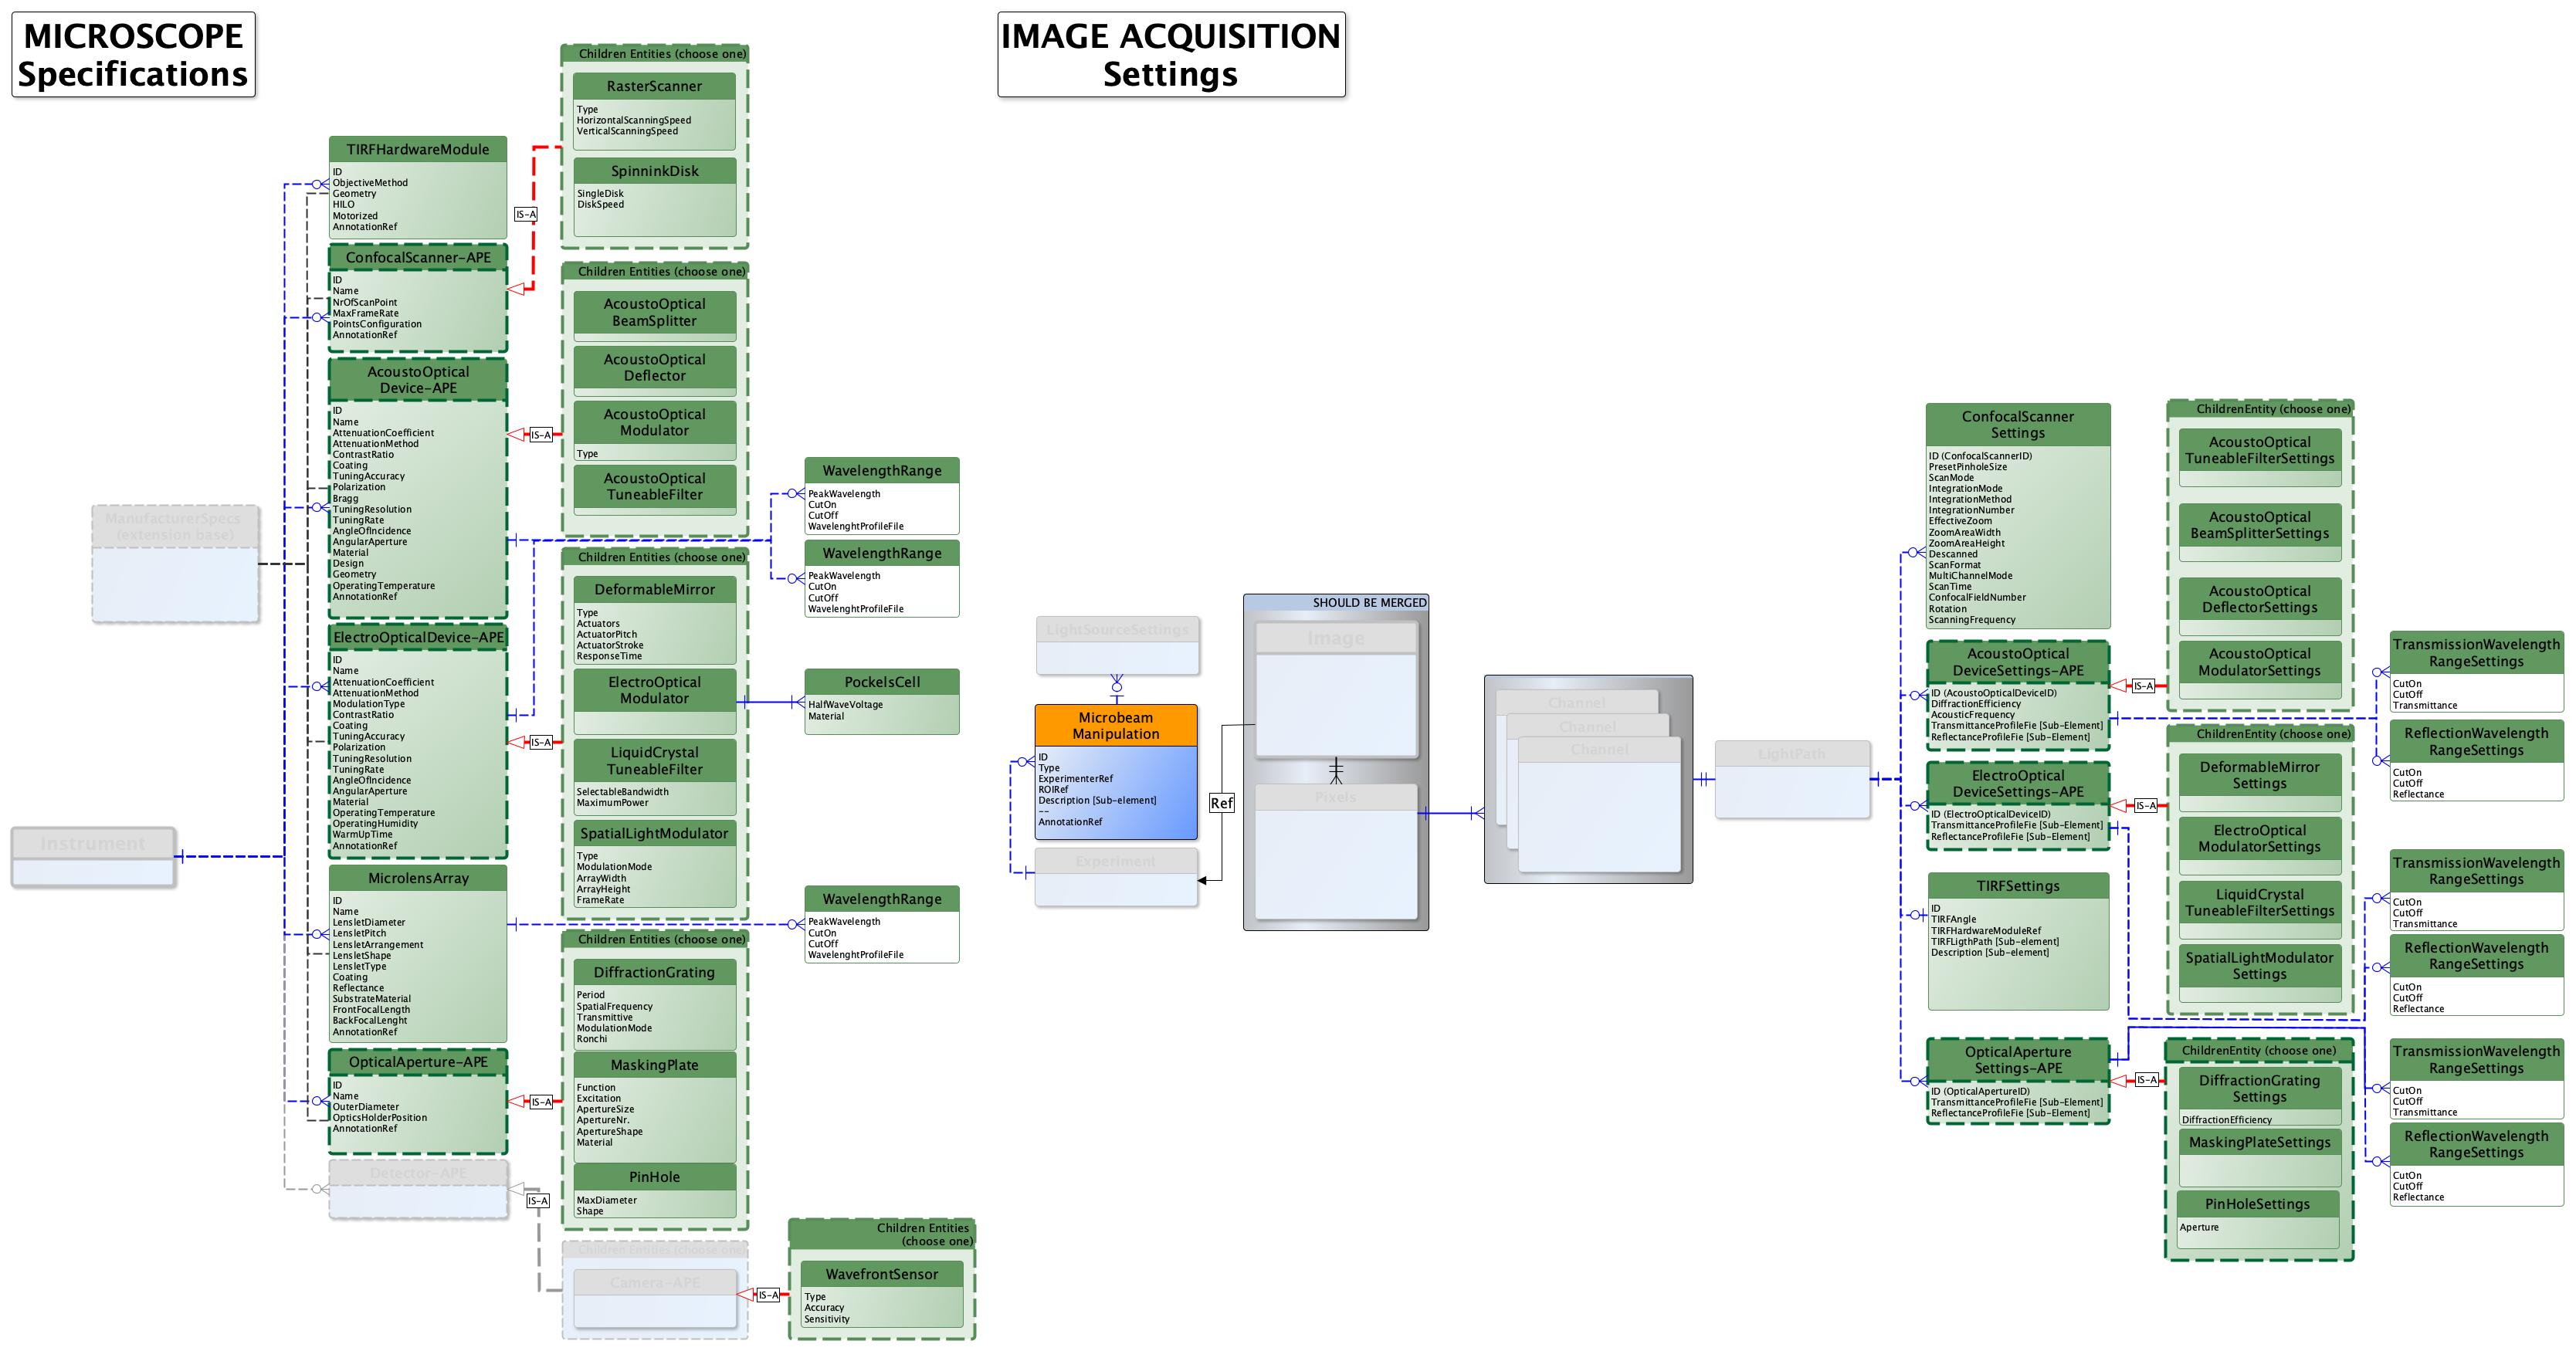 MICROSCOPE
Specifications
IMAGE ACQUISITION
Settings
TIRFHardwareModule
ID
ObjectiveMethod
Geometry
HILO
Motorized
AnnotationRef
ConfocalScanner-APE
ID
Name
NrOfScanPoint
MaxFrameRate
PointsConfiguration
AnnotationRef
AcoustoOptical
Device-APE
ID
Name
AttenuationCoefficient
AttenuationMethod
ContrastRatio
Coating
TuningAccuracy
Polarization
Bragg
TuningResolution
TuningRate
AngleOfIncidence
AngularAperture
Material
Design
Geometry
OperatingTemperature
AnnotationRef
ElectroOpticalDevice-APE
ID
Name
AttenuationCoefficient
AttenuationMethod
ModulationType
ContrastRatio
Coating
TuningAccuracy
Polarization
TuningResolution
TuningRate
AngleOfIncidence
AngularAperture
Material
OperatingTemperature
OperatingHumidity
WarmUpTime
AnnotationRef
MicrolensArray
ID
Name
LensletDiameter
LensletPitch
LensletArrangement
LensletShape
LensletType
Coating
Reflectance
SubstrateMaterial
FrontFocalLength
BackFocalLenght
AnnotationRef
OpticalAperture-APE
ID
Name
OuterDiameter
OpticsHolderPosition
AnnotationRef
Detector-APE
ManufacturerSpecs
(extension base)
Instrument
IS-A
IS-A
IS-A
IS-A
IS-A
Children Entities (choose one)
RasterScanner
Type
HorizontalScanningSpeed
VerticalScanningSpeed
SpinninkDisk
SingleDisk
DiskSpeed
Children Entities (choose one)
AcoustoOptical
BeamSplitter
AcoustoOptical
Deflector
AcoustoOptical
Modulator
Type
AcoustoOptical
TuneableFilter
Children Entities (choose one)
DeformableMirror
Type
Actuators
ActuatorPitch
ActuatorStroke
ResponseTime
ElectroOptical
Modulator
LiquidCrystal
TuneableFilter
SelectableBandwidth
MaximumPower
SpatialLightModulator
Type
ModulationMode
ArrayWidth
ArrayHeight
FrameRate
Children Entities (choose one)
DiffractionGrating
Period
SpatialFrequency
Transmittive
ModulationMode
Ronchi
MaskingPlate
Function
Excitation
ApertureSize
ApertureNr.
ApertureShape
Material
PinHole
MaxDiameter
Shape
Children Entities (choose one)
Camera-APE
IS-A
Children Entities
(choose one)
WavefrontSensor
Type
Accuracy
Sensitivity
WavelengthRange
PeakWavelength
CutOn
CutOff
WavelenghtProfileFile
WavelengthRange
PeakWavelength
CutOn
CutOff
WavelenghtProfileFile
PockelsCell
HalfWaveVoltage
Material
WavelengthRange
PeakWavelength
CutOn
CutOff
WavelenghtProfileFile
LightSourceSettings
Microbeam
Manipulation
ID
Type
ExperimenterRef
ROIRef
Description [Sub-element]
--
AnnotationRef
Experiment
Ref
SHOULD BE MERGED
Image
Pixels
Channel
Channel
Channel
LightPath
ConfocalScanner
Settings
ID (ConfocalScannerID)
PresetPinholeSize
ScanMode
IntegrationMode
IntegrationMethod
IntegrationNumber
EffectiveZoom
ZoomAreaWidth
ZoomAreaHeight
Descanned
ScanFormat
MultiChannelMode
ScanTime
ConfocalFieldNumber
Rotation
ScanningFrequency
AcoustoOptical
DeviceSettings-APE
ID (AcoustoOpticalDeviceID)
DiffractionEfficiency
AcousticFrequency
TransmittanceProfileFie [Sub-Element]
ReflectanceProfileFie [Sub-Element]
ElectroOptical
DeviceSettings-APE
ID (ElectroOpticalDeviceID)
TransmittanceProfileFie [Sub-Element]
ReflectanceProfileFie [Sub-Element]
TIRFSettings
ID
TIRFAngle
TIRFHardwareModuleRef
TIRFLigthPath [Sub-element]
Description [Sub-element]
OpticalAperture
Settings-APE
ID (OpticalApertureID)
TransmittanceProfileFie [Sub-Element]
ReflectanceProfileFie [Sub-Element]
IS-A
IS-A
IS-A
ChildrenEntity (choose one)
AcoustoOptical
TuneableFilterSettings
AcoustoOptical
BeamSplitterSettings
AcoustoOptical
DeflectorSettings
AcoustoOptical
ModulatorSettings
ChildrenEntity (choose one)
DeformableMirror
Settings
ElectroOptical
ModulatorSettings
LiquidCrystal
TuneableFilterSettings
SpatialLightModulator
Settings
ChildrenEntity (choose one)
DiffractionGrating
Settings
DiffractionEfficiency
MaskingPlateSettings
PinHoleSettings
Aperture
TransmissionWavelength
RangeSettings
CutOn
CutOff
Transmittance
ReflectionWavelength
RangeSettings
CutOn
CutOff
Reflectance
TransmissionWavelength
RangeSettings
CutOn
CutOff
Transmittance
ReflectionWavelength
RangeSettings
CutOn
CutOff
Reflectance
TransmissionWavelength
RangeSettings
CutOn
CutOff
Transmittance
ReflectionWavelength
RangeSettings
CutOn
CutOff
Reflectance